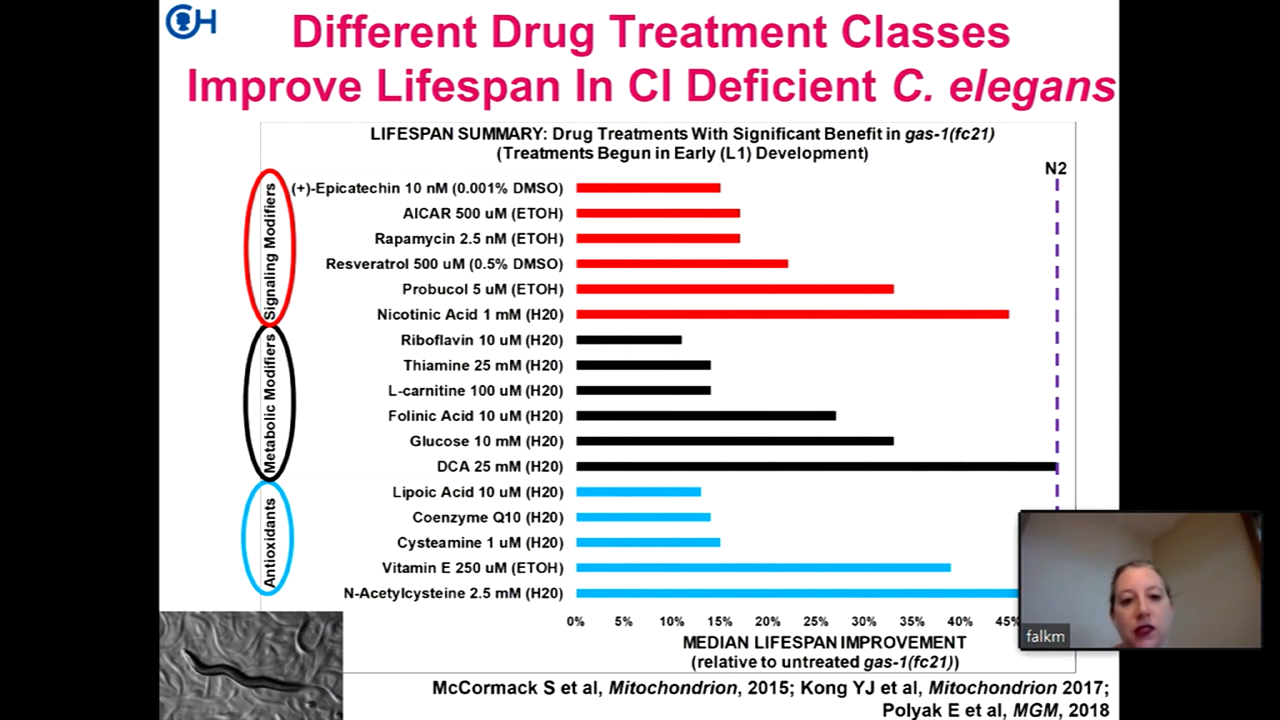 CH
Different Drug Treatment Classes
Improve Lifespan In CI Deficient C. elegans
LIFESPAN SUMMARY: Drug Treatments With Significant Benefit in gas-1(fc21)
(Treatments Begun in Early (L1) Development)
N2
Signaling Modifiers
(+)-Epicatechin 10 nM (0.001% DMSO)
AICAR 500 uM (ETOH)
Rapamycin 2.5 nM (ETOH)
Resveratrol 500 uM (0.5% DMSO)
Probucol 5 uM (ETOH)
Nicotinic Acid 1 mM (H20)
Metabolic Modifiers
Riboflavin 10 uM (H20)
Thiamine 25 mM (H20)
L-carnitine 100 uM (H20)
Folinic Acid 10 uM (H20)
Glucose 10 mM (H20)
DCA 25 mM (H20)
Antioxidants
Lipoic Acid 10 uM (H20)
Coenzyme Q10 (H20)
Cysteamine 1 uM (H20)
Vitamin E 250 uM (ETOH)
N-Acetylcysteine 2.5 mM (H20)
0% 5% 10% 15% 20% 25% 30% 35% 40% 45%
MEDIAN LIFESPAN IMPROVEMENT
(relative to untreated gas-1(fc21))
falkm
McCormack S et al, Mitochondrion, 2015; Kong YJ et al, Mitochondrion 2017;
Polyak E et al, MGM, 2018